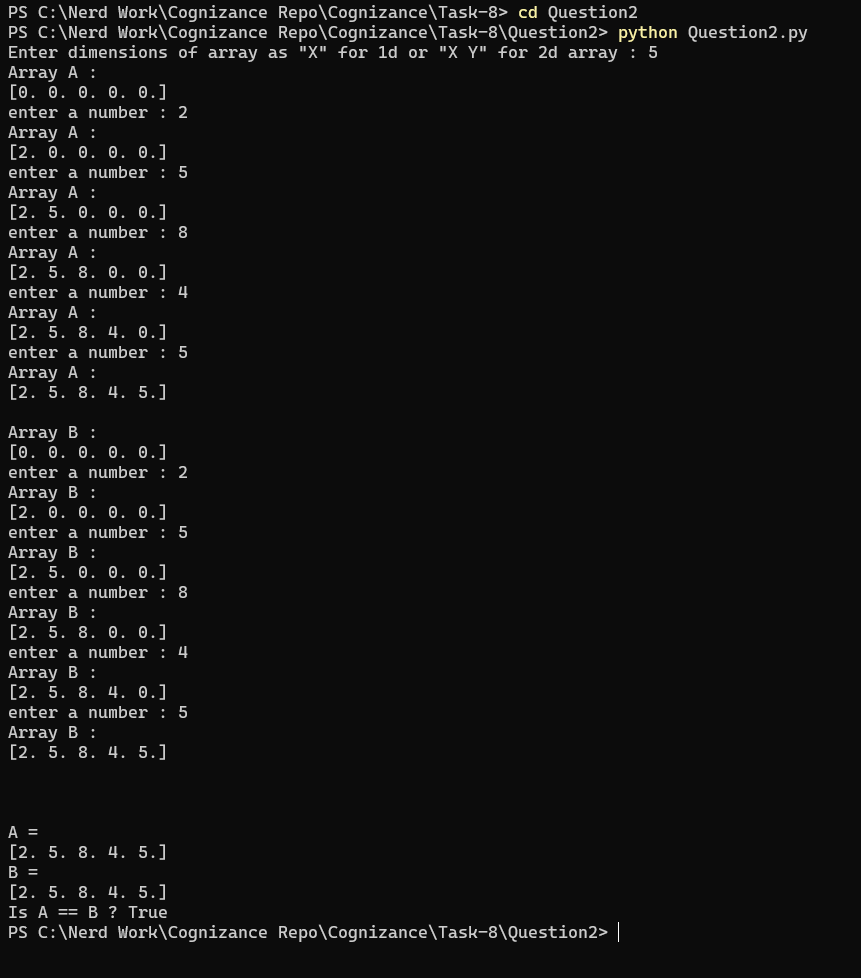 PS C:\Nerd Work\Cognizance Repo\Cognizance\Task-8> cd Question2
PS C:\Nerd Work\Cognizance Repo\Cognizance\Task-8\Question2> python Question2.py
Enter dimensions of array as "X" for 1d or "X Y" for 2d array : 5
Array A :
[0. 0. 0. 0. 0.]
enter a number : 2
Array A :
[2. 0. 0. 0. 0.]
enter a number : 5
Array A :
[2. 5. 0. 0. 0.]
enter a number : 8
Array A :
[2. 5. 8. 0. 0.]
enter a number : 4
Array A :
[2. 5. 8. 4. 0.]
enter a number : 5
Array A :
[2. 5. 8. 4. 5.]

Array B :
[0. 0. 0. 0. 0.]
enter a number : 2
Array B :
[2. 0. 0. 0. 0.]
enter a number : 5
Array B :
[2. 5. 0. 0. 0.]
enter a number : 8
Array B :
[2. 5. 8. 0. 0.]
enter a number : 4
Array B :
[2. 5. 8. 4. 0.]
enter a number : 5
Array B :
[2. 5. 8. 4. 5.]

A =
[2. 5. 8. 4. 5.]
B =
[2. 5. 8. 4. 5.]
Is A == B ? True
PS C:\Nerd Work\Cognizance Repo\Cognizance\Task-8\Question2>